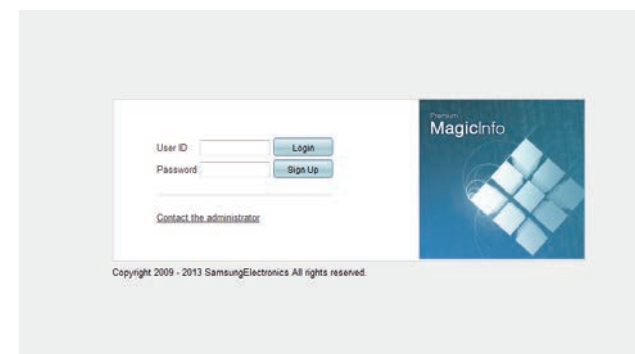 Premium
MagicInfo
User ID Login
Password Sign Up
Contact the administrator
Copyright 2009 - 2013 SamsungElectronics All rights reserved.